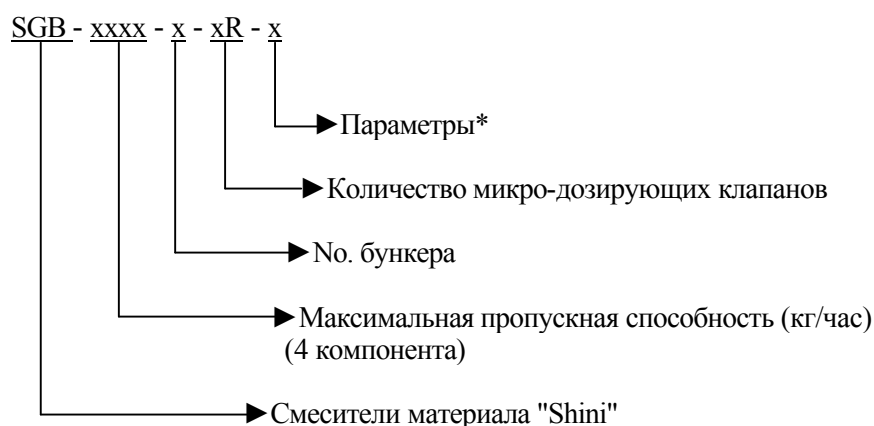 SGB - xxxx - x - xR - x
Параметры*
Количество микро-дозирующих клапанов
No. бункера
Максимальная пропускная способность (кг/час)
(4 компонента)
Смесители материала "Shini"